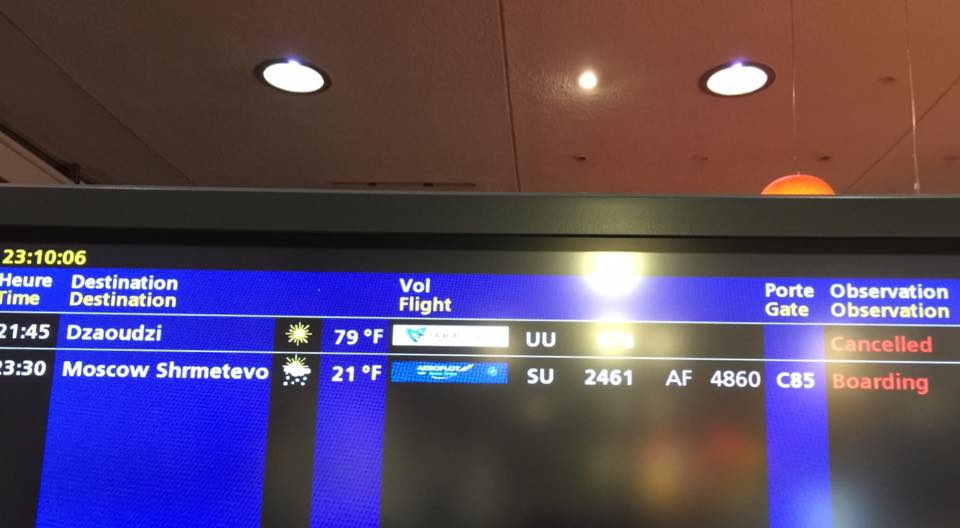 23:10:06
Heure Destination Vol Porte Observation
Time Destination Flight Gate Observation
21:45 Dzaoudzi 79 °F UU Cancelled
23:30 Moscow Shrmetevo 21 °F AEROFLOT SU 2461 AF 4860 C85 Boarding